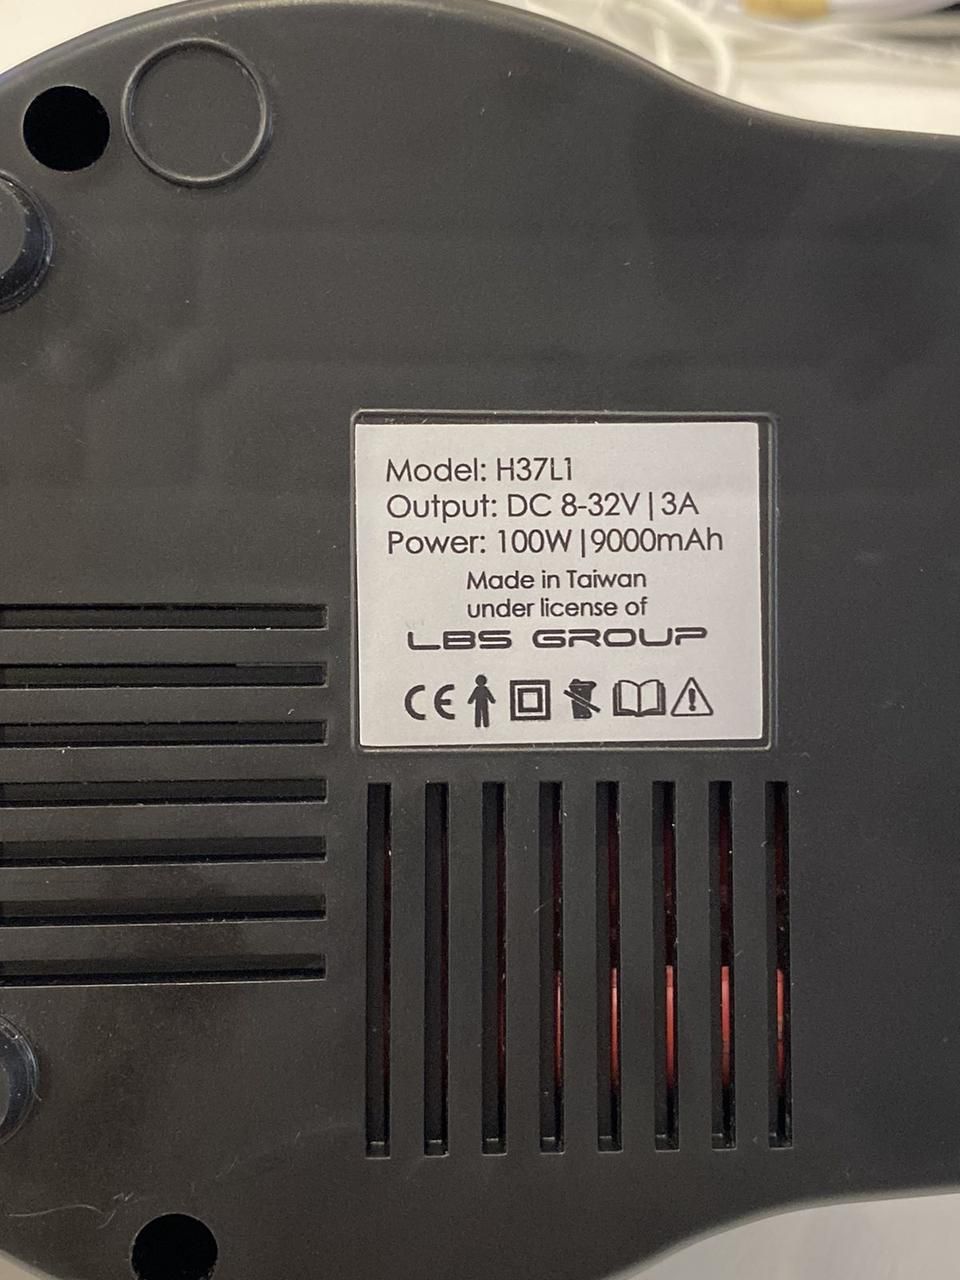 Model: H37L1
Output: DC 8-32V|3A
Power: 100W|9000mAh
Made in Taiwan
under license of
LBS GROUP
CE